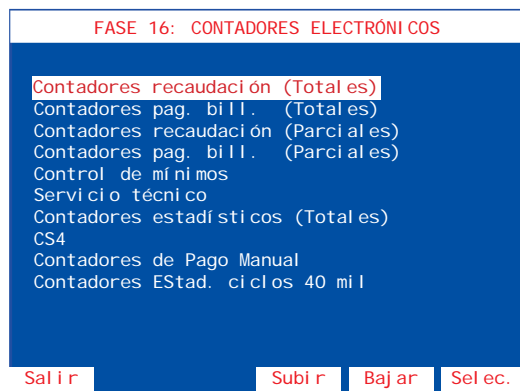 FASE 16: CONTADORES ELECTRÓNICOS
Contadores recaudación (Totales)
Contadores pag. bill. (Totales)
Contadores recaudación (Parciales)
Contadores pag. bill. (Parciales)
Control de mínimos
Servicio técnico
Contadores estadísticos (Totales)
CS4
Contadores de Pago Manual
Contadores EStad. ciclos 40 mil
Salir Subir Bajar Selec.